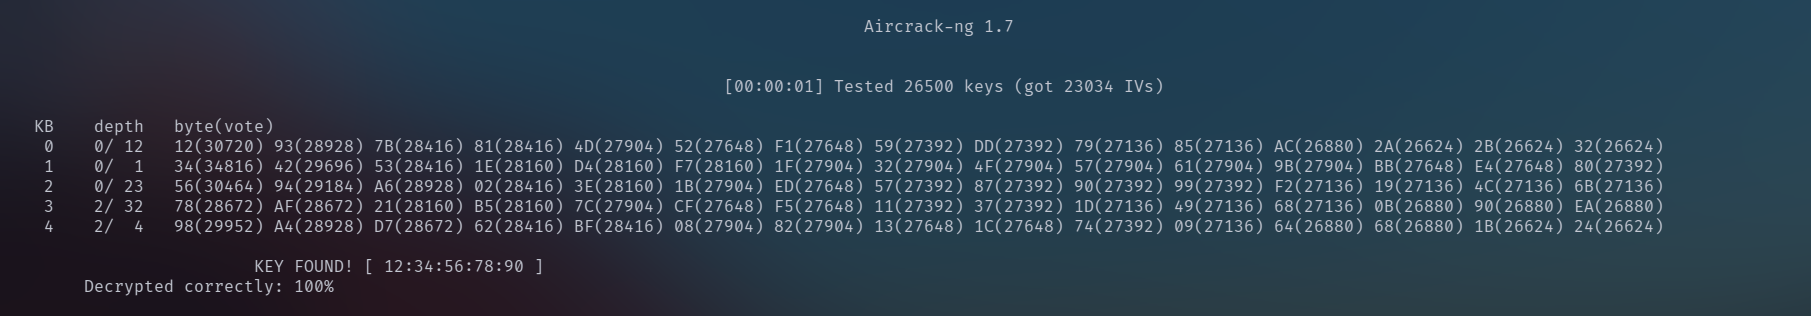 Aircrack-ng 1.7
[00:00:01] Tested 26500 keys (got 23034 IVs)
KB    depth   byte(vote)
 0    0/ 12   12(30720) 93(28928) 7B(28416) 81(28416) 4D(27904) 52(27648) F1(27648) 59(27392) DD(27392) 79(27136) 85(27136) AC(26880) 2A(26624) 2B(26624) 32(26624)
 1    0/  1   34(34816) 42(29696) 53(28416) 1E(28160) D4(28160) F7(28160) 1F(27904) 32(27904) 4F(27904) 57(27904) 61(27904) 9B(27904) BB(27648) E4(27648) 80(27392)
 2    0/ 23   56(30464) 94(29184) A6(28928) 02(28416) 3E(28160) 1B(27904) ED(27648) 57(27392) 87(27392) 90(27392) 99(27392) F2(27136) 19(27136) 4C(27136) 6B(27136)
 3    2/ 32   78(28672) AF(28672) 21(28160) B5(28160) 7C(27904) CF(27648) F5(27648) 11(27392) 37(27392) 1D(27136) 49(27136) 68(27136) 0B(26880) 90(26880) EA(26880)
 4    2/  4   98(29952) A4(28928) D7(28672) 62(28416) BF(28416) 08(27904) 82(27904) 13(27648) 1C(27648) 74(27392) 09(27136) 64(26880) 68(26880) 1B(26624) 24(26624)
KEY FOUND! [ 12:34:56:78:90 ]
Decrypted correctly: 100%